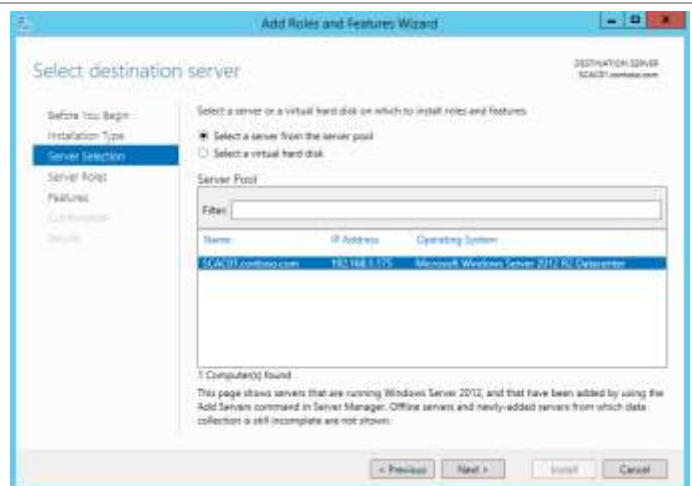 Add Roles and Features Wizard
Select destination server
DESTINATION SERVER
SCAC01.contoso.com
Before You Begin
Installation Type
Server Selection
Server Roles
Features
Confirmation
Results
Select a server or a virtual hard disk on which to install roles and features.
Select a server from the server pool
Select a virtual hard disk
Server Pool
Filter:
Name IP Address Operating System
SCAC01.contoso.com 192.168.1.175 Microsoft Windows Server 2012 R2 Datacenter
1 Computer(s) found
This page shows servers that are running Windows Server 2012, and that have been added by using the
Add Servers command in Server Manager. Offline servers and newly-added servers from which data
collection is still incomplete are not shown.
< Previous Next > Install Cancel